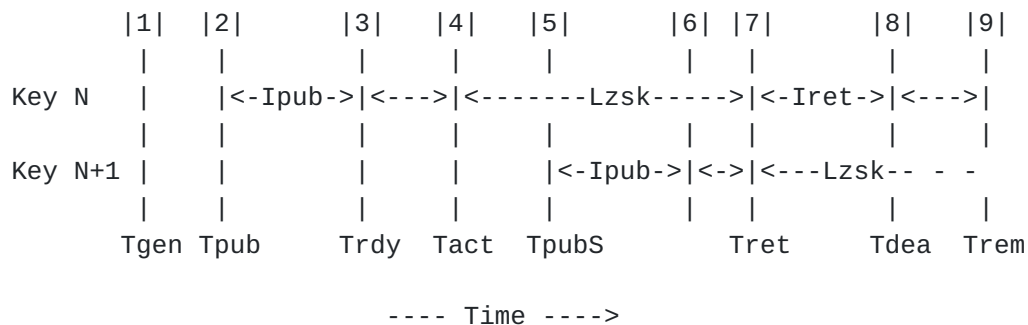 |1|  |2|      |3|   |4|   |5|      |6| |7|      |8|   |9|
        |    |        |     |     |        |   |        |     |
Key N   |    |<-Ipub->|<--->|<-------Lzsk----->|<-Iret->|<--->|
        |    |        |     |     |        |   |        |     |
Key N+1 |    |        |     |     |<-Ipub->|<->|<---Lzsk-- - -
        |    |        |     |     |        |   |        |     |
       Tgen Tpub     Trdy  Tact  TpubS        Tret     Tdea  Trem

                        ---- Time ---->